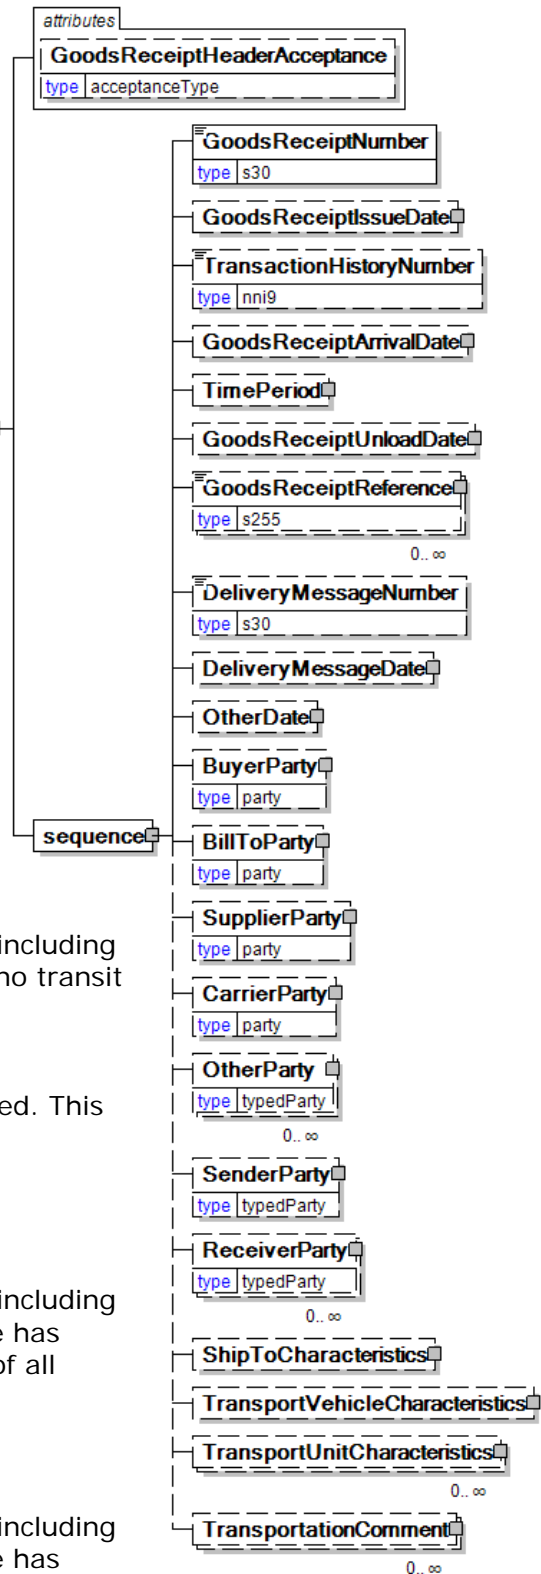 attributes
GoodsReceiptHeaderAcceptance
type acceptanceType
GoodsReceiptNumber
type s30
GoodsReceiptIssueDate
TransactionHistoryNumber
type nni9
GoodsReceiptArrivalDate
TimePeriod
GoodsReceiptUnloadDate
GoodsReceiptReference
type s255
0.. ∞
DeliveryMessageNumber
type s30
DeliveryMessageDate
OtherDate
BuyerParty
type party
sequence
BillToParty
type party
SupplierParty
type party
including
no transit
CarrierParty
type party
OtherParty
type typedParty
0.. ∞
ed. This
SenderParty
type typedParty
ReceiverParty
type typedParty
0.. ∞
including
e has
of all
ShipToCharacteristics
TransportVehicleCharacteristics
TransportUnitCharacteristics
0.. ∞
including
e has
TransportationComment
0.. ∞